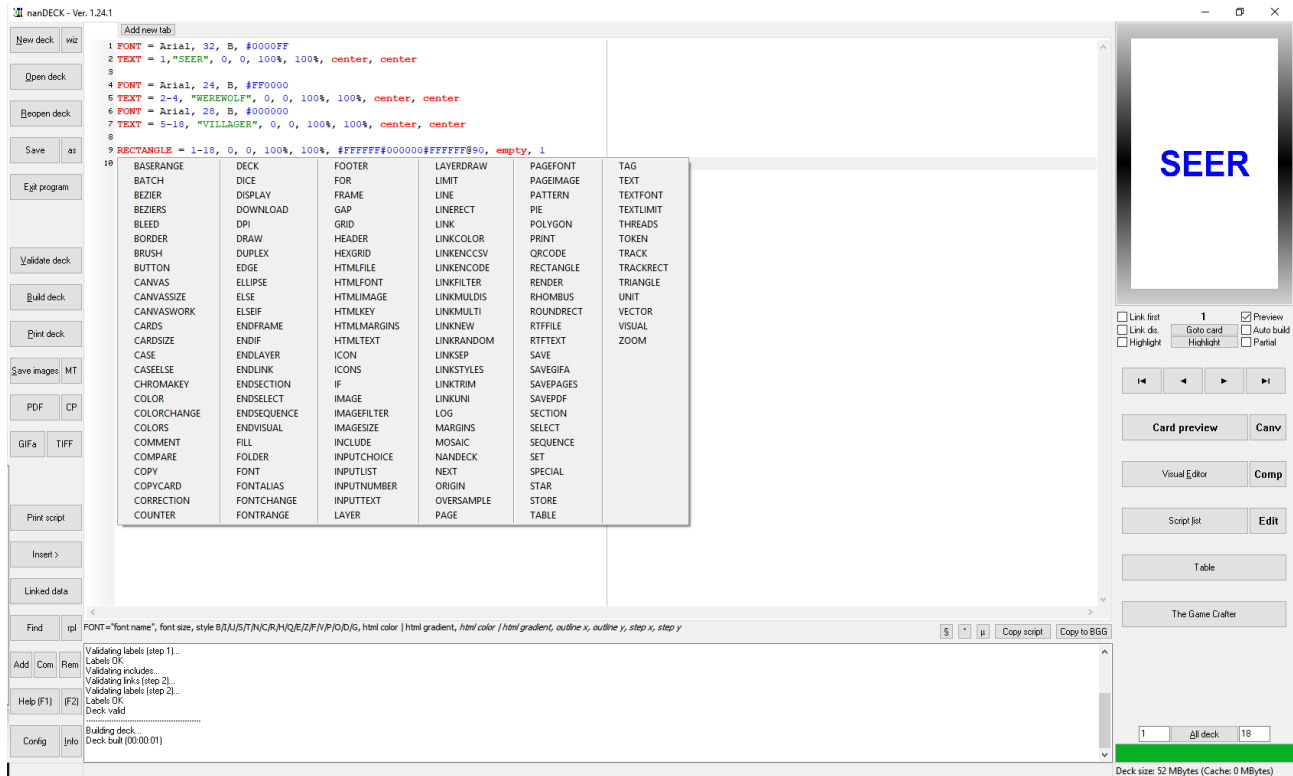 nanDECK - Ver. 1.24.1
New deck wiz
Open deck
Reopen deck
Save as
Exit program
Validate deck
Build deck
Print deck
Save images MT
PDF CP
GIFa TIFF
Print script
Insert >
Linked data
Find rpl
Add Com Rem
Help (F1) (F2)
Config Info
Add new tab
1 FONT = Arial, 32, B, #0000FF
2 TEXT = 1,"SEER", 0, 0, 100%, 100%, center, center
3
4 FONT = Arial, 24, B, #FF0000
5 TEXT = 2-4, "WEREWOLF", 0, 0, 100%, 100%, center, center
6 FONT = Arial, 28, B, #000000
7 TEXT = 5-18, "VILLAGER", 0, 0, 100%, 100%, center, center
8
9 RECTANGLE = 1-18, 0, 0, 100%, 100%, #FFFFFF#000000#FFFFFF@90, empty, 1
10
BASERANGE DECK FOOTER LAYERDRAW PAGEFONT TAG
BATCH DICE FOR LIMIT PAGEIMAGE TEXT
BEZIER DISPLAY FRAME LINE PATTERN TEXTFONT
BEZIERS DOWNLOAD GAP LINERECT PIE TEXTLIMIT
BLEED DPI GRID LINK POLYGON THREADS
BORDER DRAW HEADER LINKCOLOR PRINT TOKEN
BRUSH DUPLEX HEXGRID LINKENCCSV QRCODE TRACK
BUTTON EDGE HTMLFILE LINKENCODE RECTANGLE TRACKRECT
CANVAS ELLIPSE HTMLFONT LINKFILTER RENDER TRIANGLE
CANVASSIZE ELSE HTMLIMAGE LINKMULDIS RHOMBUS UNIT
CANVASWORK ELSEIF HTMLKEY LINKMULTI ROUNDRECT VECTOR
CARDS ENDFRAME HTMLMARGINS LINKNEW RTFFILE VISUAL
CARDSIZE ENDIF HTMLTEXT LINKRANDOM RTFTEXT ZOOM
CASE ENDLAYER ICON LINKSEP SAVE
CASEELSE ENDLINK ICONS LINKSTYLES SAVEGIFA
CHROMAKEY ENDSECTION IF LINKTRIM SAVEPAGES
COLOR ENDSELECT IMAGE LINKUNI SAVEPDF
COLORCHANGE ENDSEQUENCE IMAGEFILTER LOG SECTION
COLORS ENDVISUAL IMAGESIZE MARGINS SELECT
COMMENT FILL INCLUDE MOSAIC SEQUENCE
COMPARE FOLDER INPUTCHOICE NANDECK SET
COPY FONT INPUTLIST NEXT SPECIAL
COPYCARD FONTALIAS INPUTNUMBER ORIGIN STAR
CORRECTION FONTCHANGE INPUTTEXT OVERSAMPLE STORE
COUNTER FONTRANGE LAYER PAGE TABLE
FONT="font name", font size, style B/I/U/S/T/N/C/R/H/Q/E/Z/F/V/P/O/D/G, html color | html gradient, html color / html gradient, outline x, outline y, step x, step y
§ * µ Copy script Copy to BGG
Validating labels (step 1)...
Labels OK
Validating includes...
Validating links (step 2)...
Validating labels (step 2)...
Labels OK
Deck valid
--------------------------------------------------
Building deck...
Deck built (00:00:01)
SEER
Link first 1 Preview
Link dis. Goto card Auto build
Highlight Highlight Partial
Card preview Canv
Visual Editor Comp
Script list Edit
Table
The Game Crafter
1 All deck 18
Deck size: 52 MBytes (Cache: 0 MBytes)